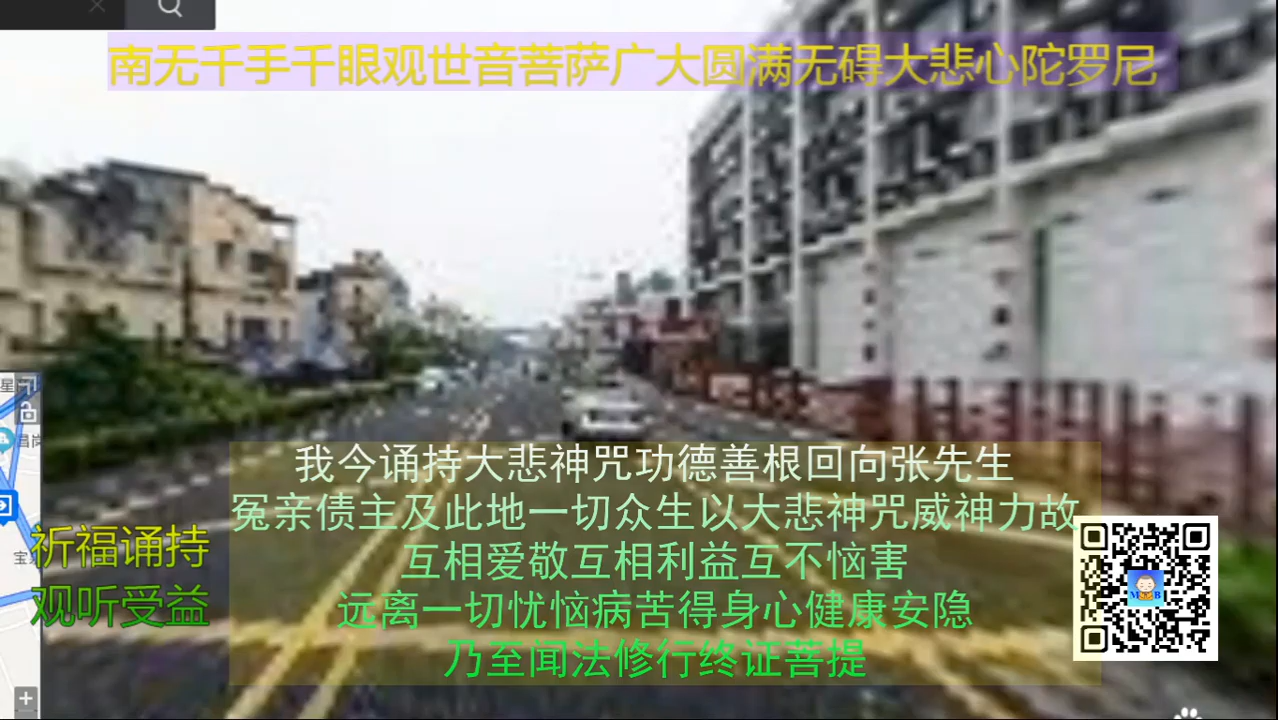 南无千手千眼观世音菩萨广大圆满无碍大悲心陀罗尼
我今诵持大悲神咒功德善根回向张先生
冤亲债主及此地一切众生以大悲神咒威神力故
互相爱敬互相利益互不恼害
远离一切忧恼病苦得身心健康安隐
乃至闻法修行终证菩提
祈福诵持
观听受益